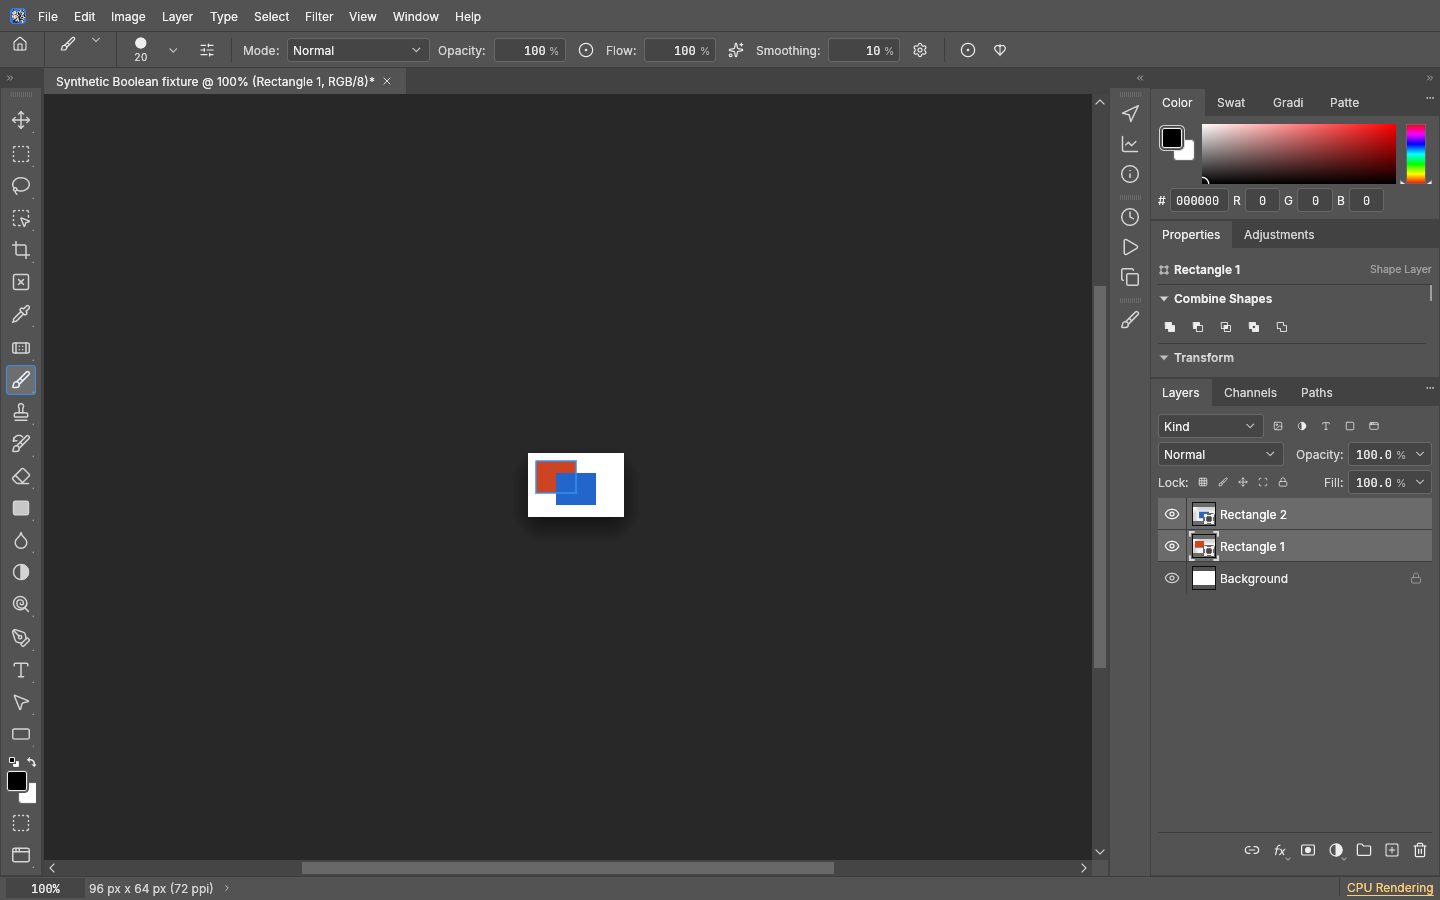 File Edit Image Layer Type Select Filter View Window Help
20 Mode: Normal Opacity: 100 % Flow: 100 % Smoothing: 10 %
Synthetic Boolean fixture @ 100% (Rectangle 1, RGB/8)*
Color Swat Gradi Patte
# 000000 R 0 G 0 B 0
Properties Adjustments
Rectangle 1 Shape Layer
Combine Shapes
Transform
Layers Channels Paths
Kind
Normal Opacity: 100.0 %
Lock: Fill: 100.0 %
Rectangle 2
Rectangle 1
Background
100% 96 px x 64 px (72 ppi) CPU Rendering